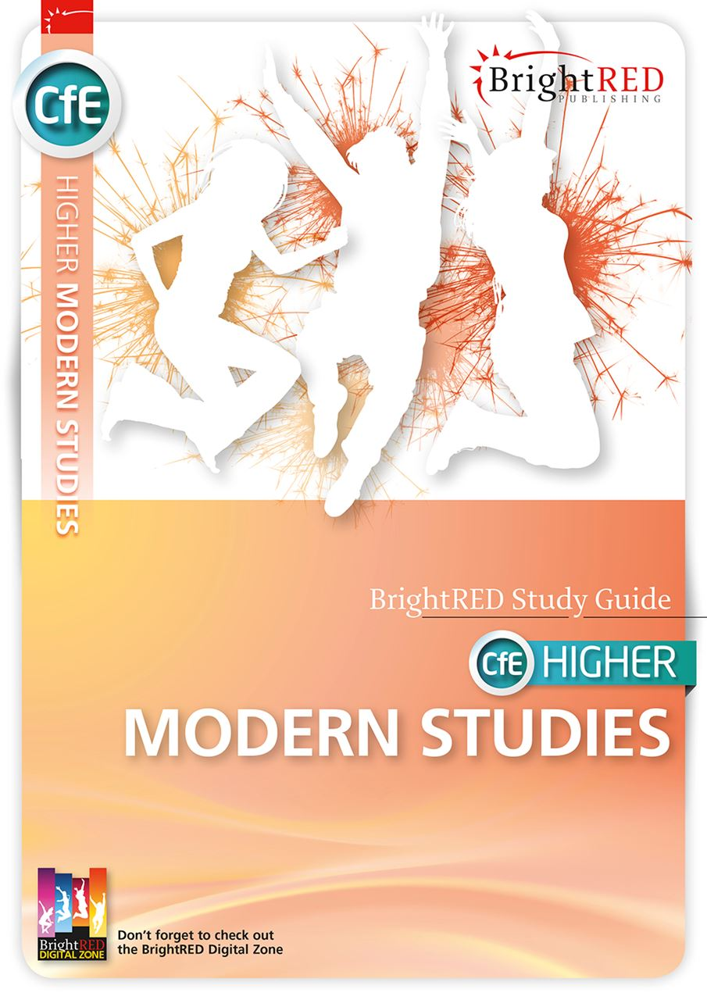 CfE
HIGHER MODERN STUDIES
BrightRED
PUBLISHING
BrightRED Study Guide
CfE HIGHER
MODERN STUDIES
BrightRED
DIGITAL ZONE
Don't forget to check out
the BrightRED Digital Zone